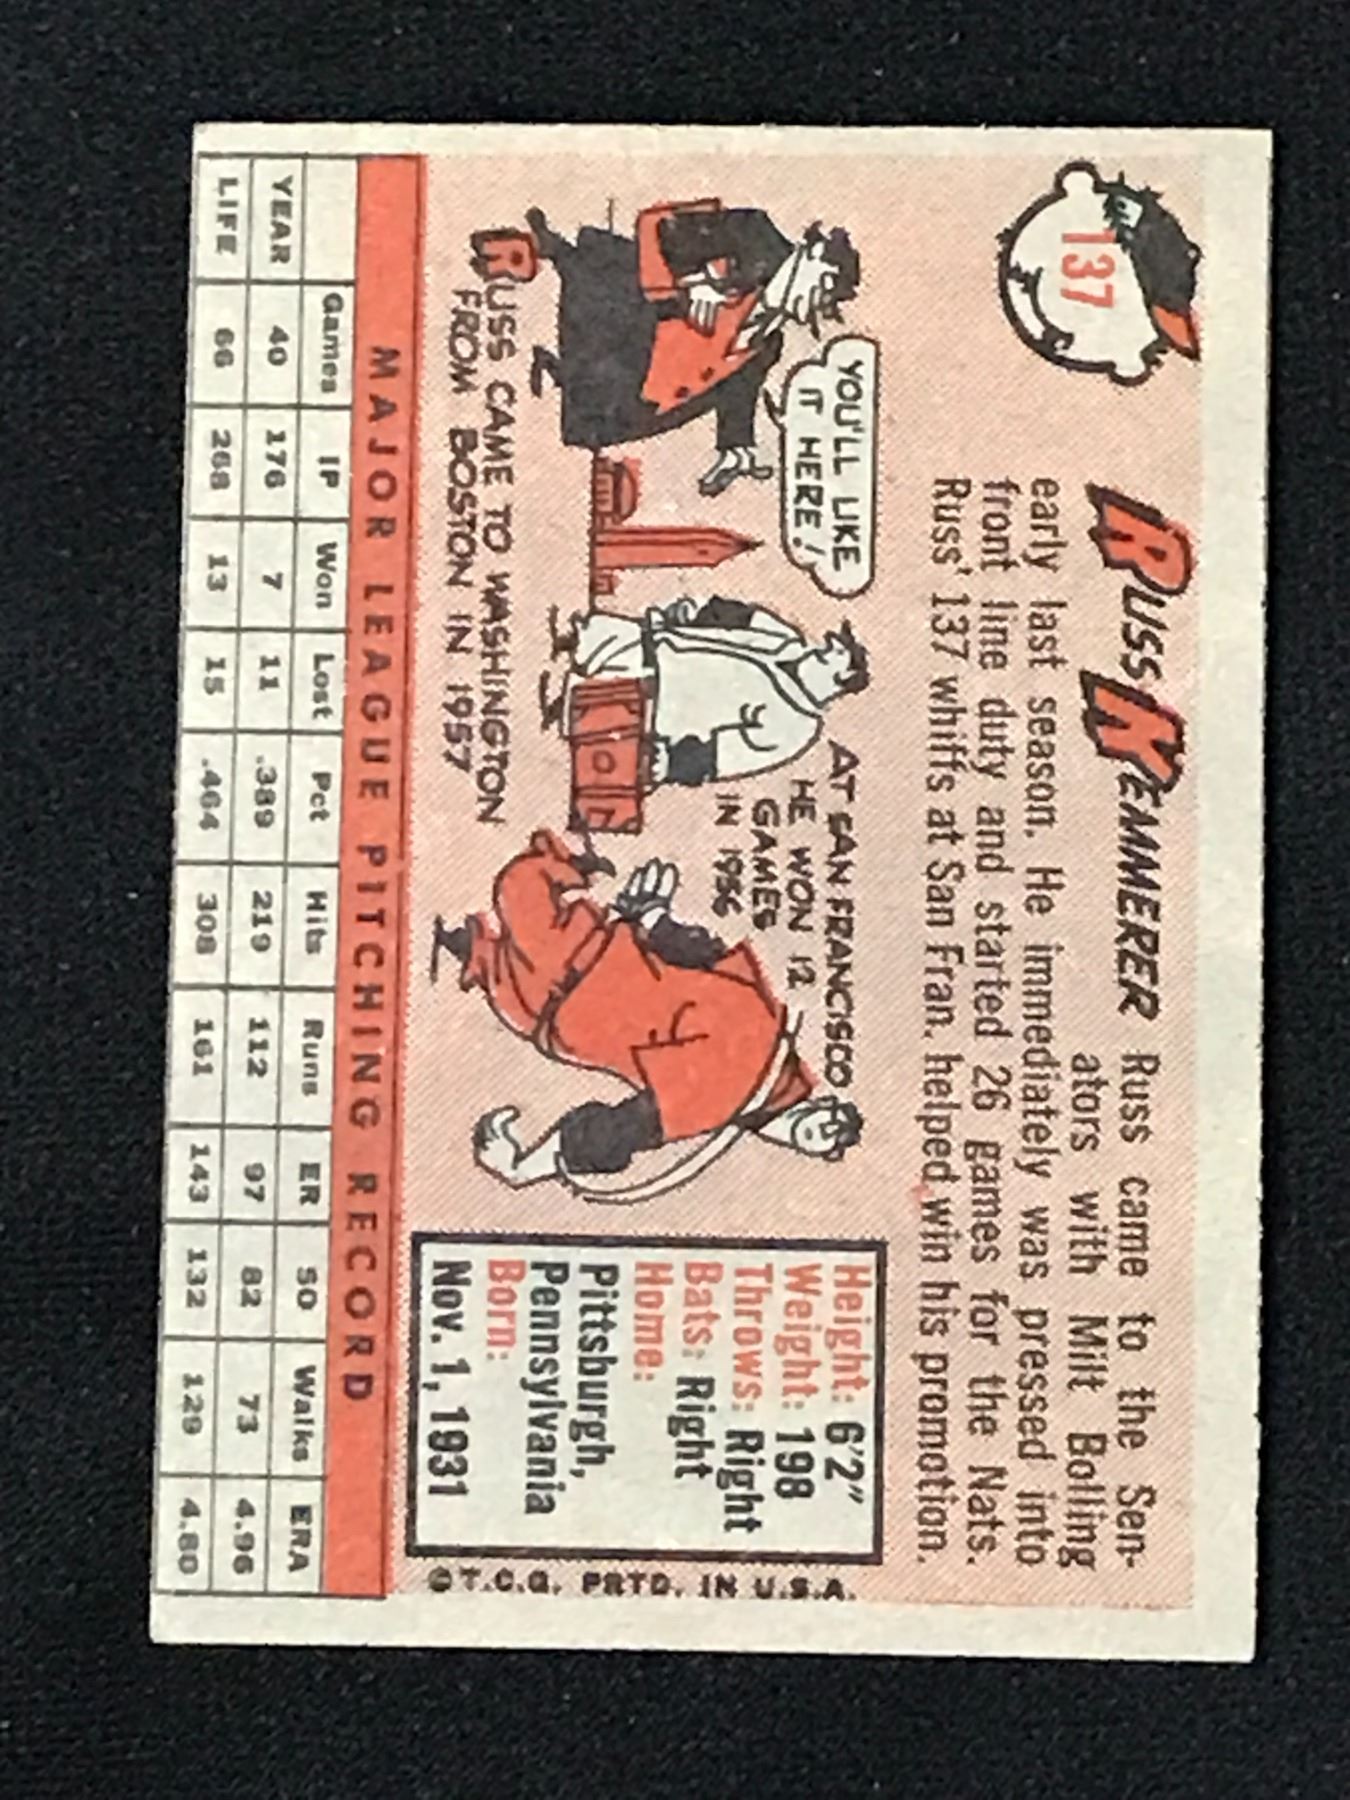 137
RUSS KEMMERER Russ came to the Sen-
ators with Milt Bolling
early last season. He immediately was pressed into
front line duty and started 26 games for the Nats.
Russ' 137 whiffs at San Fran. helped win his promotion.
YOU'LL LIKE
IT HERE!
RUSS CAME TO WASHINGTON
FROM BOSTON IN 1957
AT SAN FRANCISCO
HE WON 12
GAMES
IN 1956
Height: 6'2"
Weight: 198
Throws: Right
Bats: Right
Home:
Pittsburgh,
Pennsylvania
Born:
Nov. 1, 1931
© T.C.G. PRTD. IN U.S.A.
MAJOR LEAGUE PITCHING RECORD
Games IP Won Lost Pct Hits Runs ER SO Walks ERA
YEAR 40 176 7 11 .389 219 112 97 82 73 4.96
LIFE 66 268 13 15 .464 308 161 143 132 129 4.80